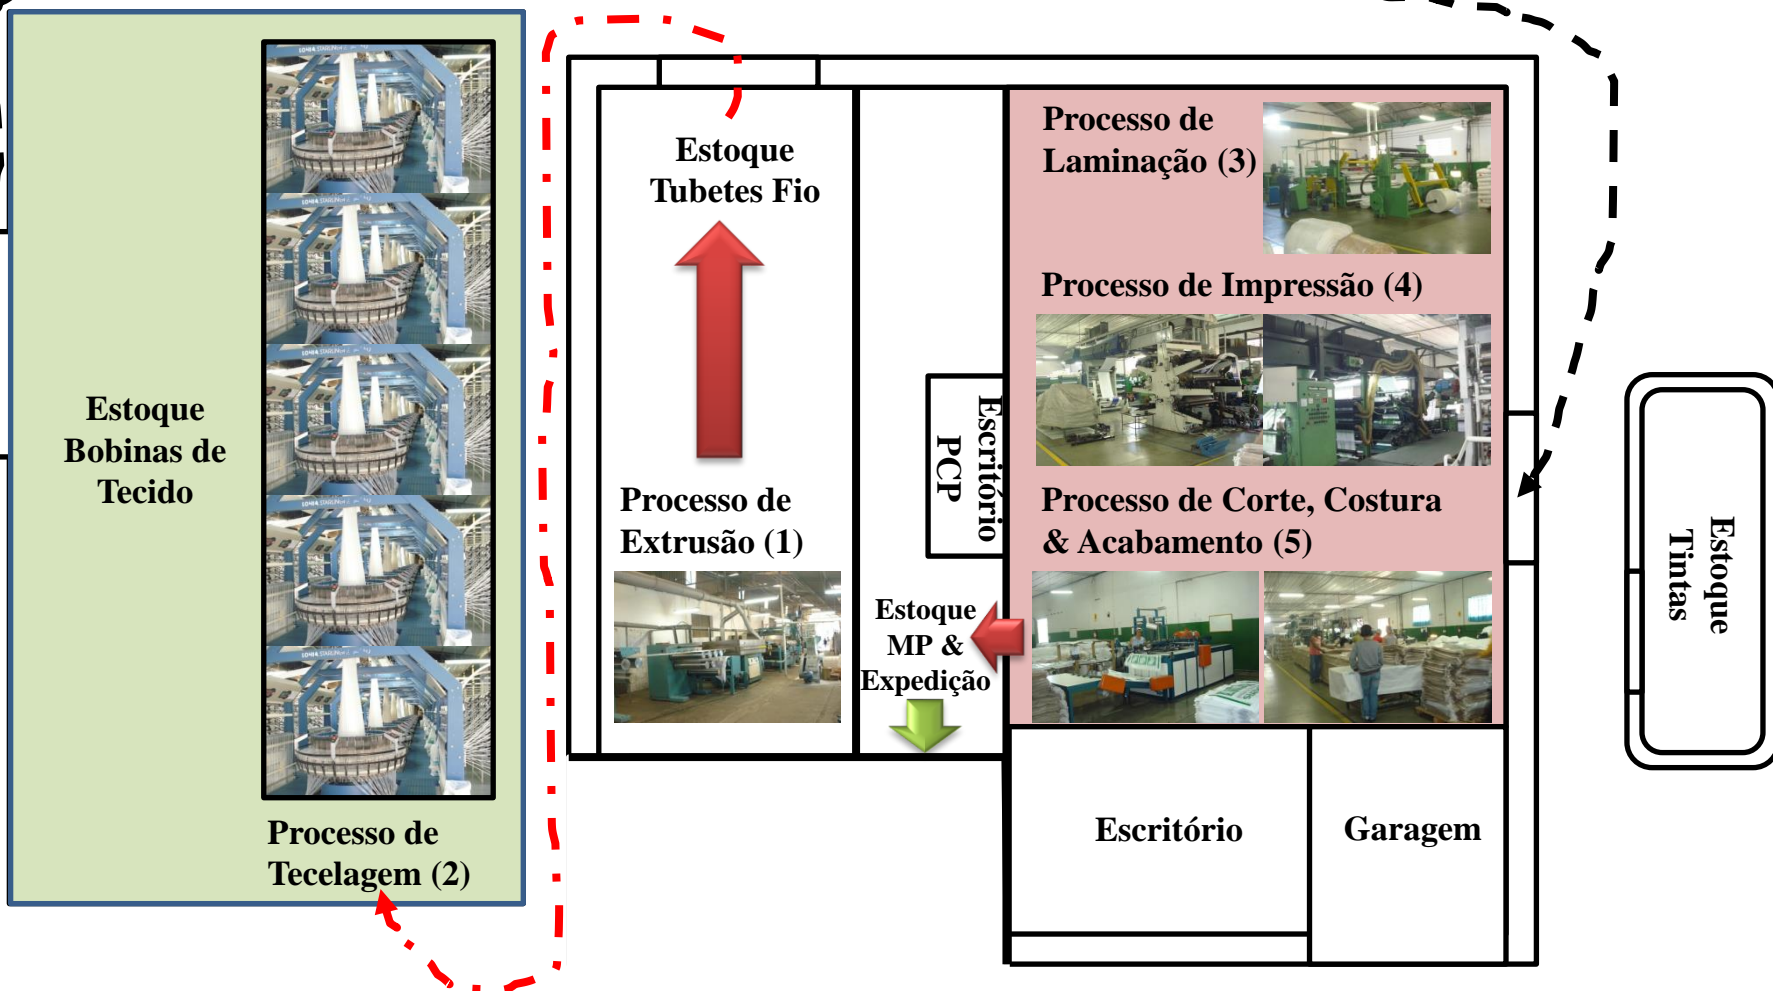 Estoque
Bobinas de
Tecido
Processo de
Tecelagem (2)
Estoque
Tubetes Fio
Processo de
Extrusão (1)
Escritório
PCP
Estoque
MP &
Expedição
Processo de
Laminação (3)
Processo de Impressão (4)
Processo de Corte, Costura
& Acabamento (5)
Escritório
Garagem
Estoque
Tintas